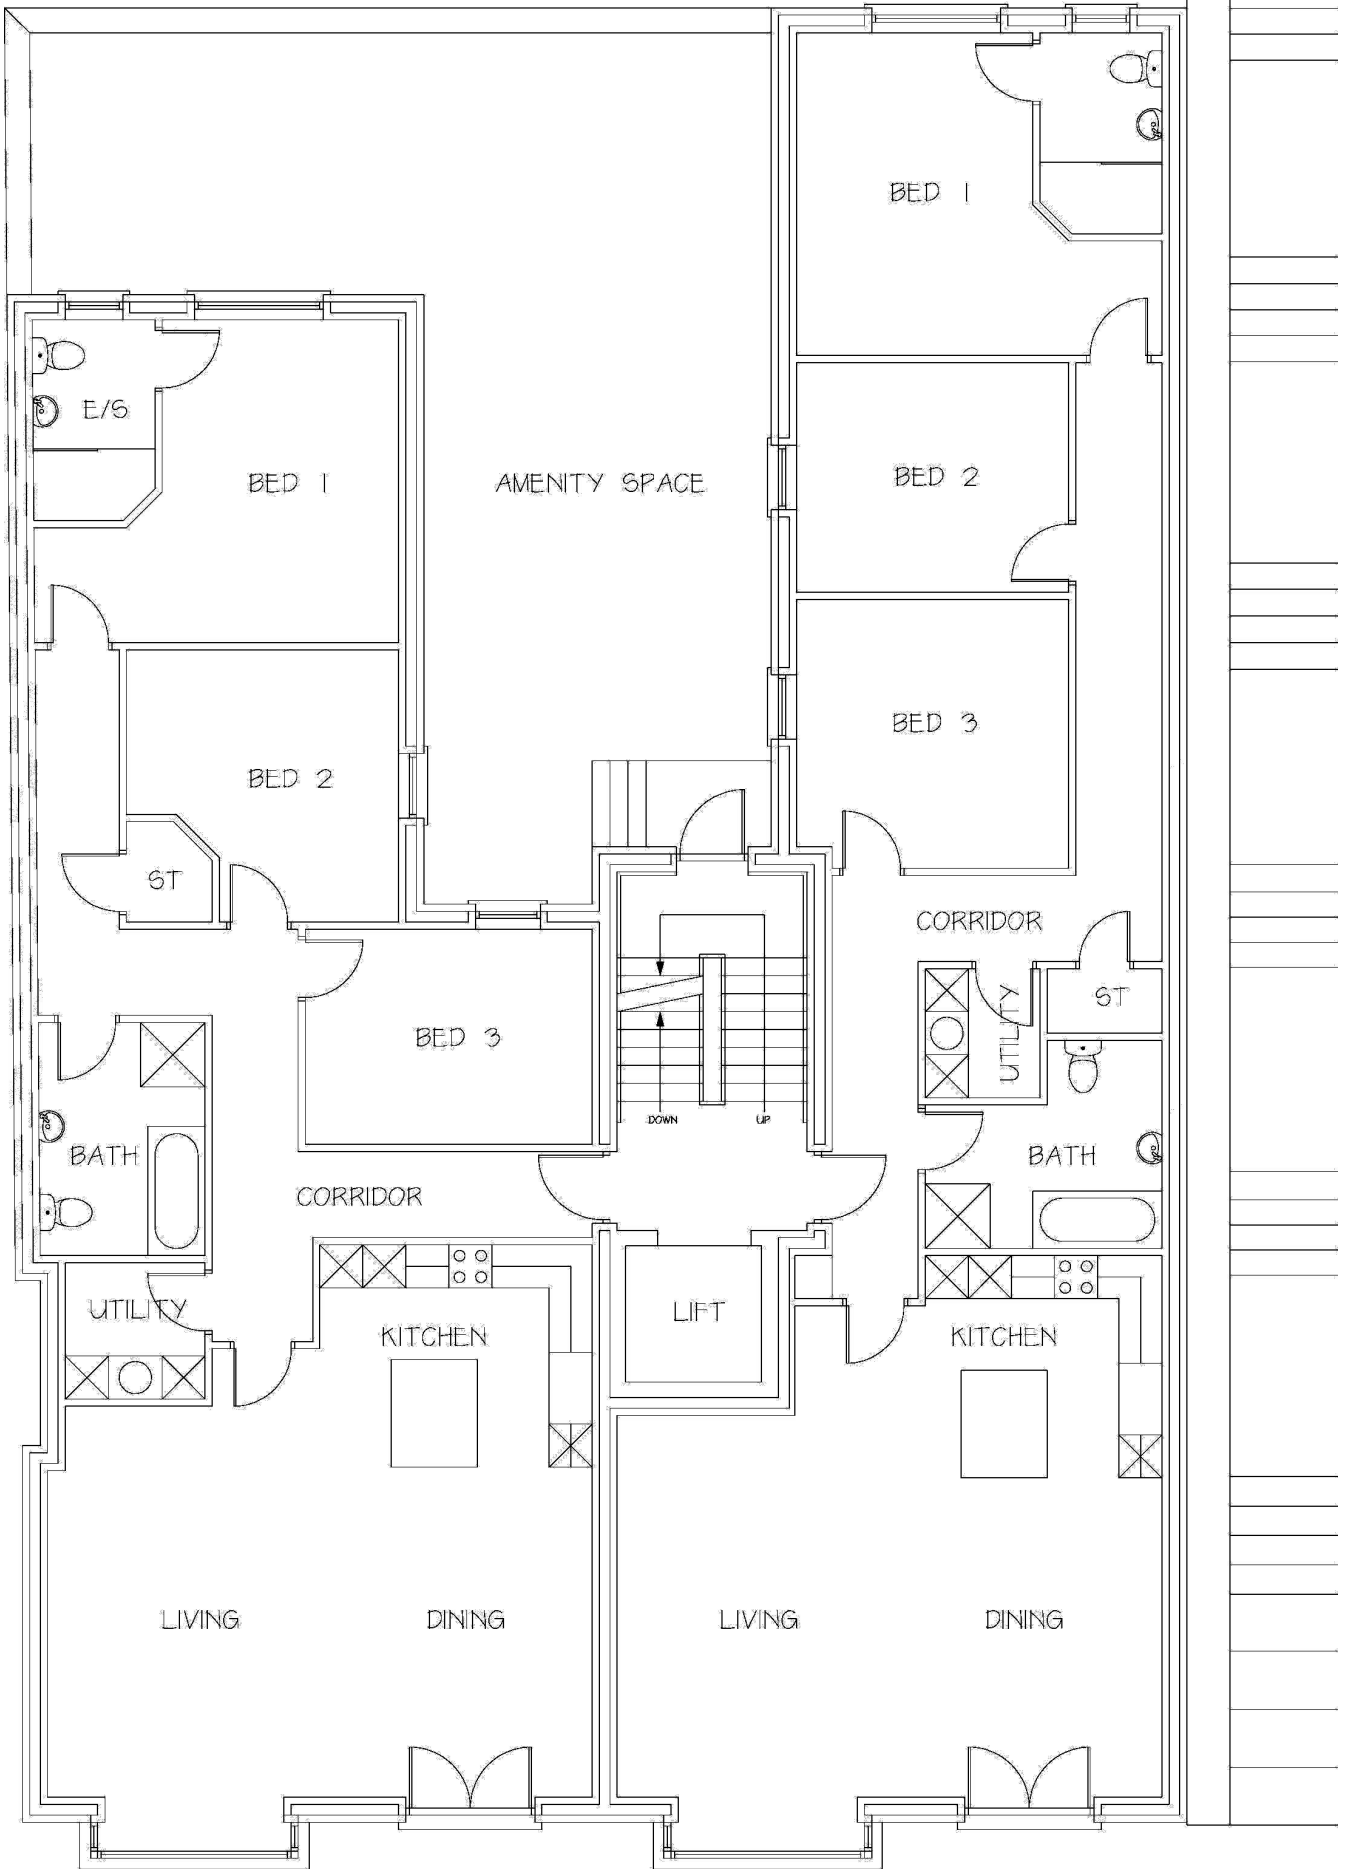 BED 1
E/S
BED 1
AMENITY SPACE
BED 2
BED 3
BED 2
ST
CORRIDOR
ST
UTILITY
BED 3
DOWN
UP
BATH
BATH
CORRIDOR
UTILITY
LIFT
KITCHEN
KITCHEN
LIVING
DINING
LIVING
DINING